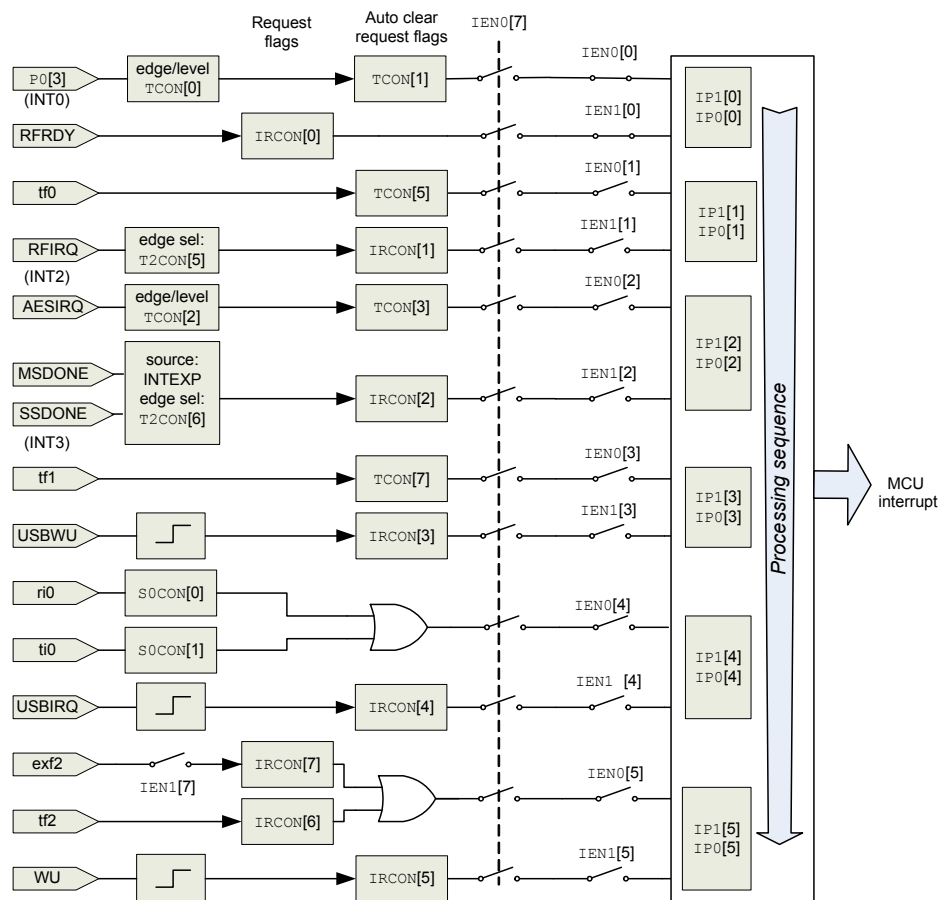 Request
flags
Auto clear
request flags
IEN0[7]
P0[3]
(INT0)
edge/level
TCON[0]
TCON[1]
IEN0[0]
IP1[0]
IP0[0]
RFRDY
IRCON[0]
IEN1[0]
tf0
TCON[5]
IEN0[1]
IP1[1]
IP0[1]
RFIRQ
(INT2)
edge sel:
T2CON[5]
IRCON[1]
IEN1[1]
AESIRQ
edge/level
TCON[2]
TCON[3]
IEN0[2]
IP1[2]
IP0[2]
MSDONE
SSDONE
(INT3)
source:
INTEXP
edge sel:
T2CON[6]
IRCON[2]
IEN1[2]
tf1
TCON[7]
IEN0[3]
IP1[3]
IP0[3]
USBWU
IRCON[3]
IEN1[3]
Processing sequence
MCU
interrupt
ri0
S0CON[0]
IEN0[4]
ti0
S0CON[1]
IP1[4]
IP0[4]
USBIRQ
IRCON[4]
IEN1 [4]
exf2
IEN1[7]
IRCON[7]
IEN0[5]
tf2
IRCON[6]
IP1[5]
IP0[5]
WU
IRCON[5]
IEN1[5]